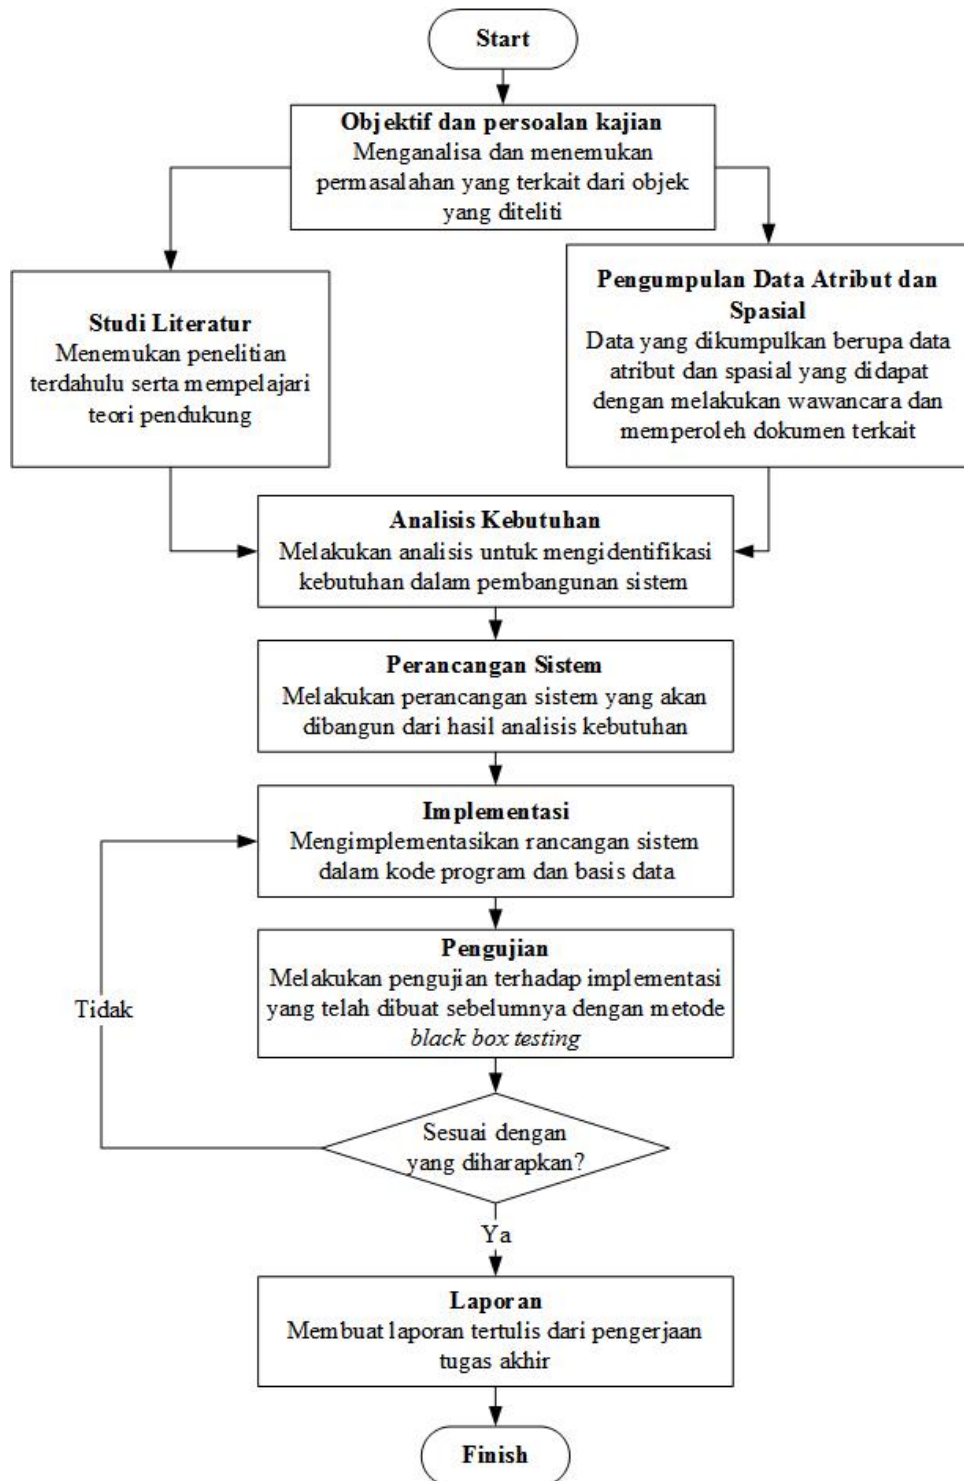 Start
Objektif dan persoalan kajian
Menganalisa dan menemukan
permasalahan yang terkait dari objek
yang diteliti
Studi Literatur
Menemukan penelitian
terdahulu serta mempelajari
teori pendukung
Pengumpulan Data Atribut dan
Spasial
Data yang dikumpulkan berupa data
atribut dan spasial yang didapat
dengan melakukan wawancara dan
memperoleh dokumen terkait
Analisis Kebutuhan
Melakukan analisis untuk mengidentifikasi
kebutuhan dalam pembangunan sistem
Perancangan Sistem
Melakukan perancangan sistem yang akan
dibangun dari hasil analisis kebutuhan
Implementasi
Mengimplementasikan rancangan sistem
dalam kode program dan basis data
Pengujian
Melakukan pengujian terhadap implementasi
yang telah dibuat sebelumnya dengan metode
black box testing
Tidak
Sesuai dengan
yang diharapkan?
Ya
Laporan
Membuat laporan tertulis dari pengerjaan
tugas akhir
Finish